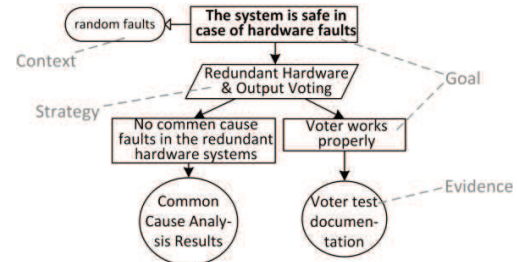 random faults
The system is safe in
case of hardware faults
Context
Redundant Hardware
& Output Voting
Goal
Strategy
No commen cause
faults in the redundant
hardware systems
Voter works
properly
Common
Cause Analy-
sis Results
Voter test
documen-
tation
Evidence